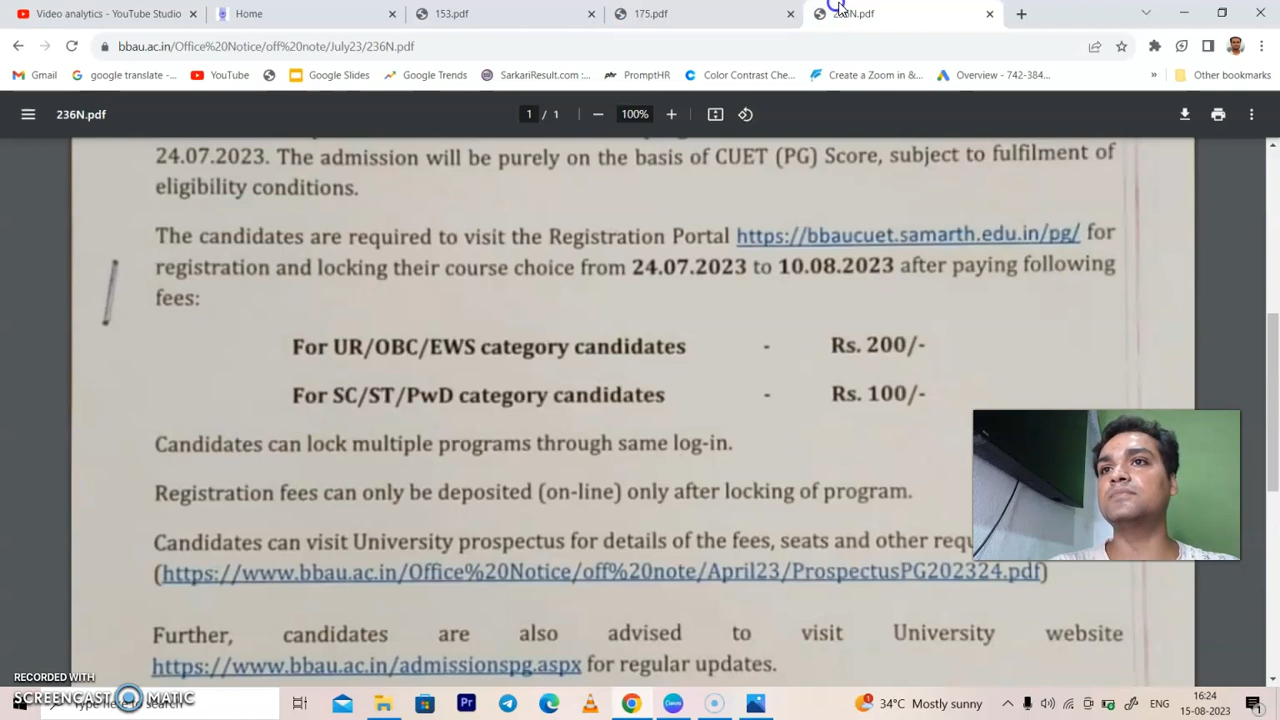 Video analytics - YouTube Studio
Home
153.pdf
175.pdf
N.pdf
bbau.ac.in/Office%20Notice/off%20note/July23/236N.pdf
Gmail
google translate -...
YouTube
Google Slides
Google Trends
SarkariResult.com :...
PromptHR
Color Contrast Che...
Create a Zoom in &...
Overview - 742-384...
»
Other bookmarks
236N.pdf
1 / 1
100%
24.07.2023. The admission will be purely on the basis of CUET (PG) Score, subject to fulfilment of
eligibility conditions.
The candidates are required to visit the Registration Portal https://bbaucuet.samarth.edu.in/pg/ for
registration and locking their course choice from 24.07.2023 to 10.08.2023 after paying following
fees:
For UR/OBC/EWS category candidates - Rs. 200/-
For SC/ST/PwD category candidates - Rs. 100/-
Candidates can lock multiple programs through same log-in.
Registration fees can only be deposited (on-line) only after locking of program.
Candidates can visit University prospectus for details of the fees, seats and other requ
(https://www.bbau.ac.in/Office%20Notice/off%20note/April23/ProspectusPG202324.pdf)
Further, candidates are also advised to visit University website
https://www.bbau.ac.in/admissionspg.aspx for regular updates.
RECORDED WITH
SCREENCAST MATIC
Type here to search
34°C Mostly sunny
ENG
16:24
15-08-2023